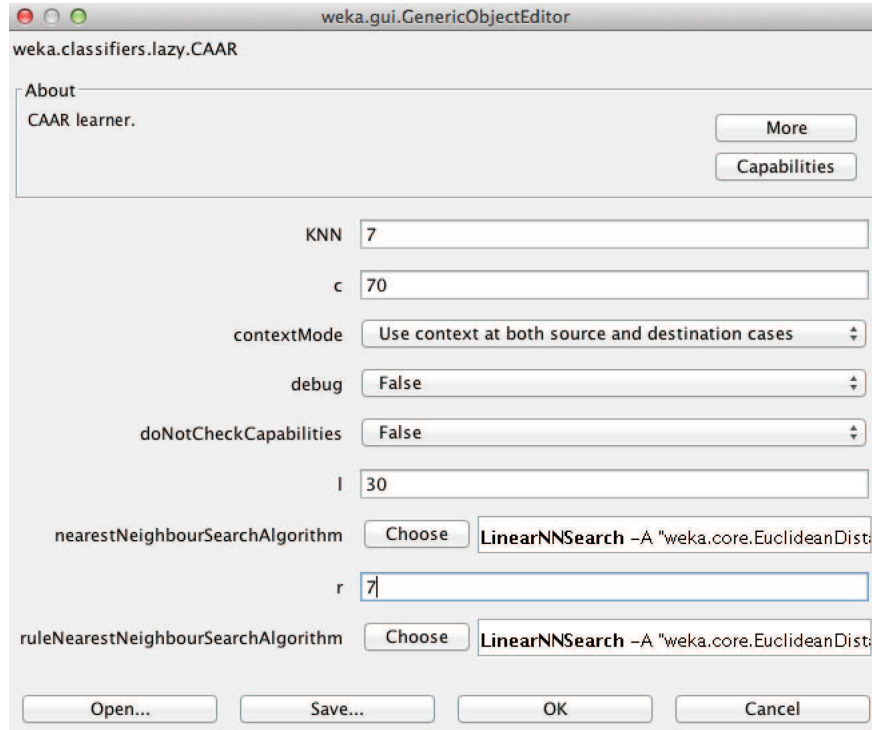 weka.gui.GenericObjectEditor
weka.classifiers.lazy.CAAR
About
CAAR learner.
More
Capabilities
KNN 7
c 70
contextMode Use context at both source and destination cases
debug False
doNotCheckCapabilities False
l 30
nearestNeighbourSearchAlgorithm Choose LinearNNSearch -A "weka.core.EuclideanDista
r 7
ruleNearestNeighbourSearchAlgorithm Choose LinearNNSearch -A "weka.core.EuclideanDista
Open... Save... OK Cancel